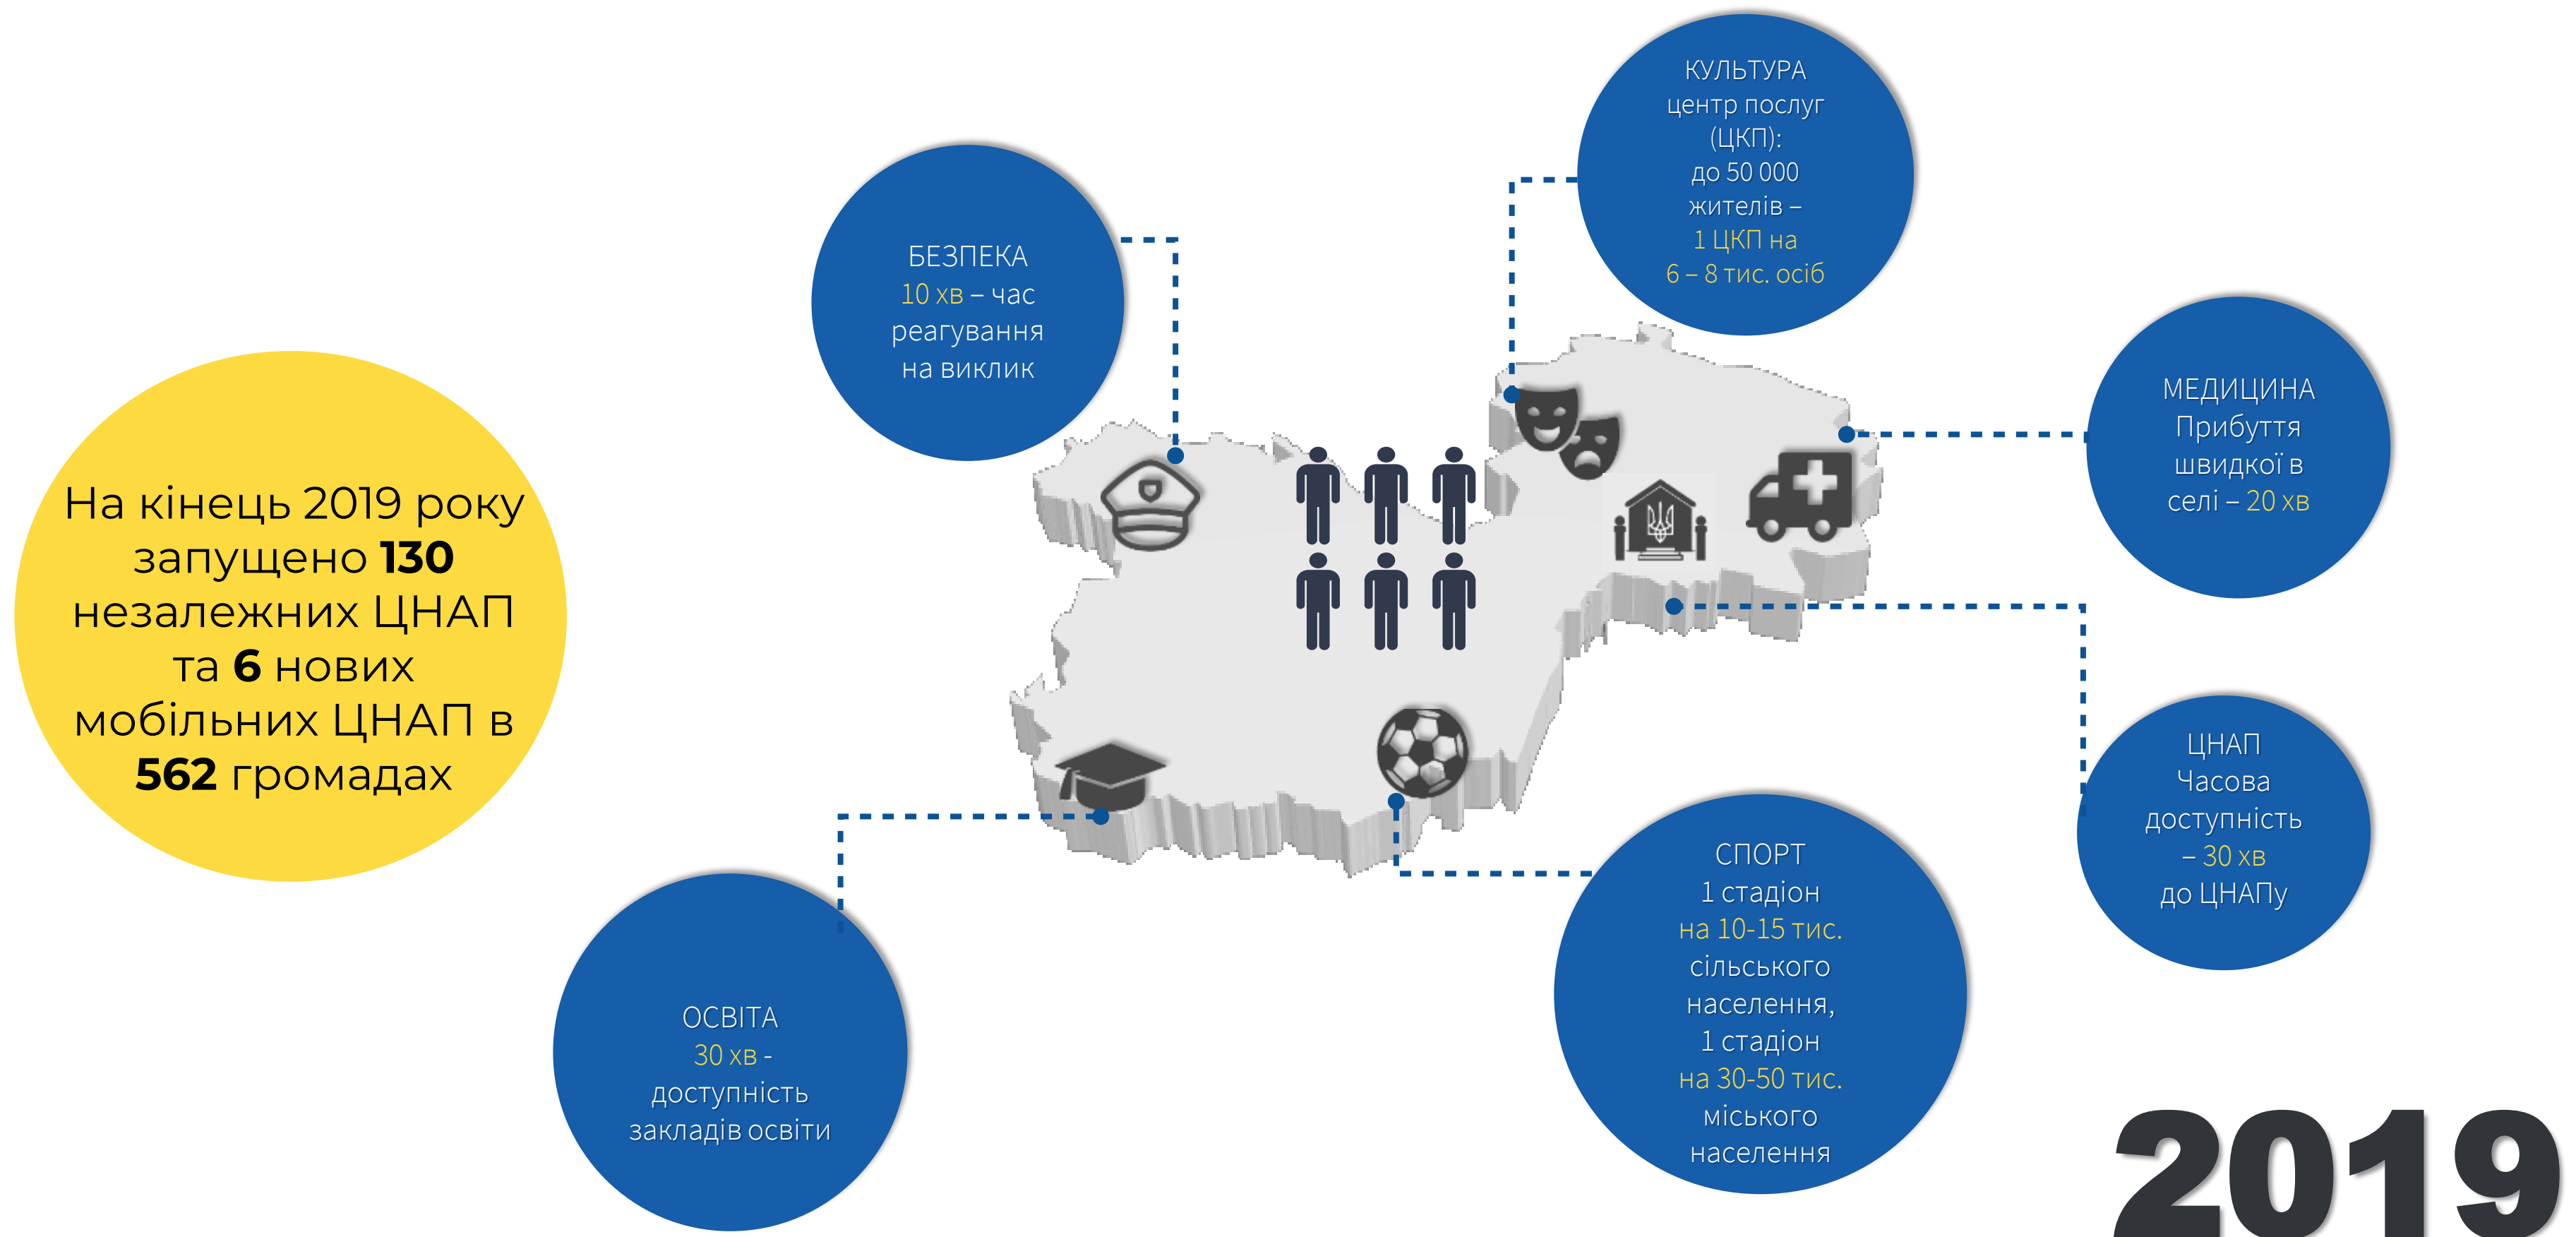 На кінець 2019 року
запущено 130
незалежних ЦНАП
та 6 нових
мобільних ЦНАП в
562 громадах
БЕЗПЕКА
10 хв – час
реагування
на виклик
КУЛЬТУРА
центр послуг
(ЦКП):
до 50 000
жителів –
1 ЦКП на
6 – 8 тис. осіб
МЕДИЦИНА
Прибуття
швидкої в
селі – 20 хв
ЦНАП
Часова
доступність
– 30 хв
до ЦНАПу
СПОРТ
1 стадіон
на 10-15 тис.
сільського
населення,
1 стадіон
на 30-50 тис.
міського
населення
ОСВІТА
30 хв -
доступність
закладів освіти
2019